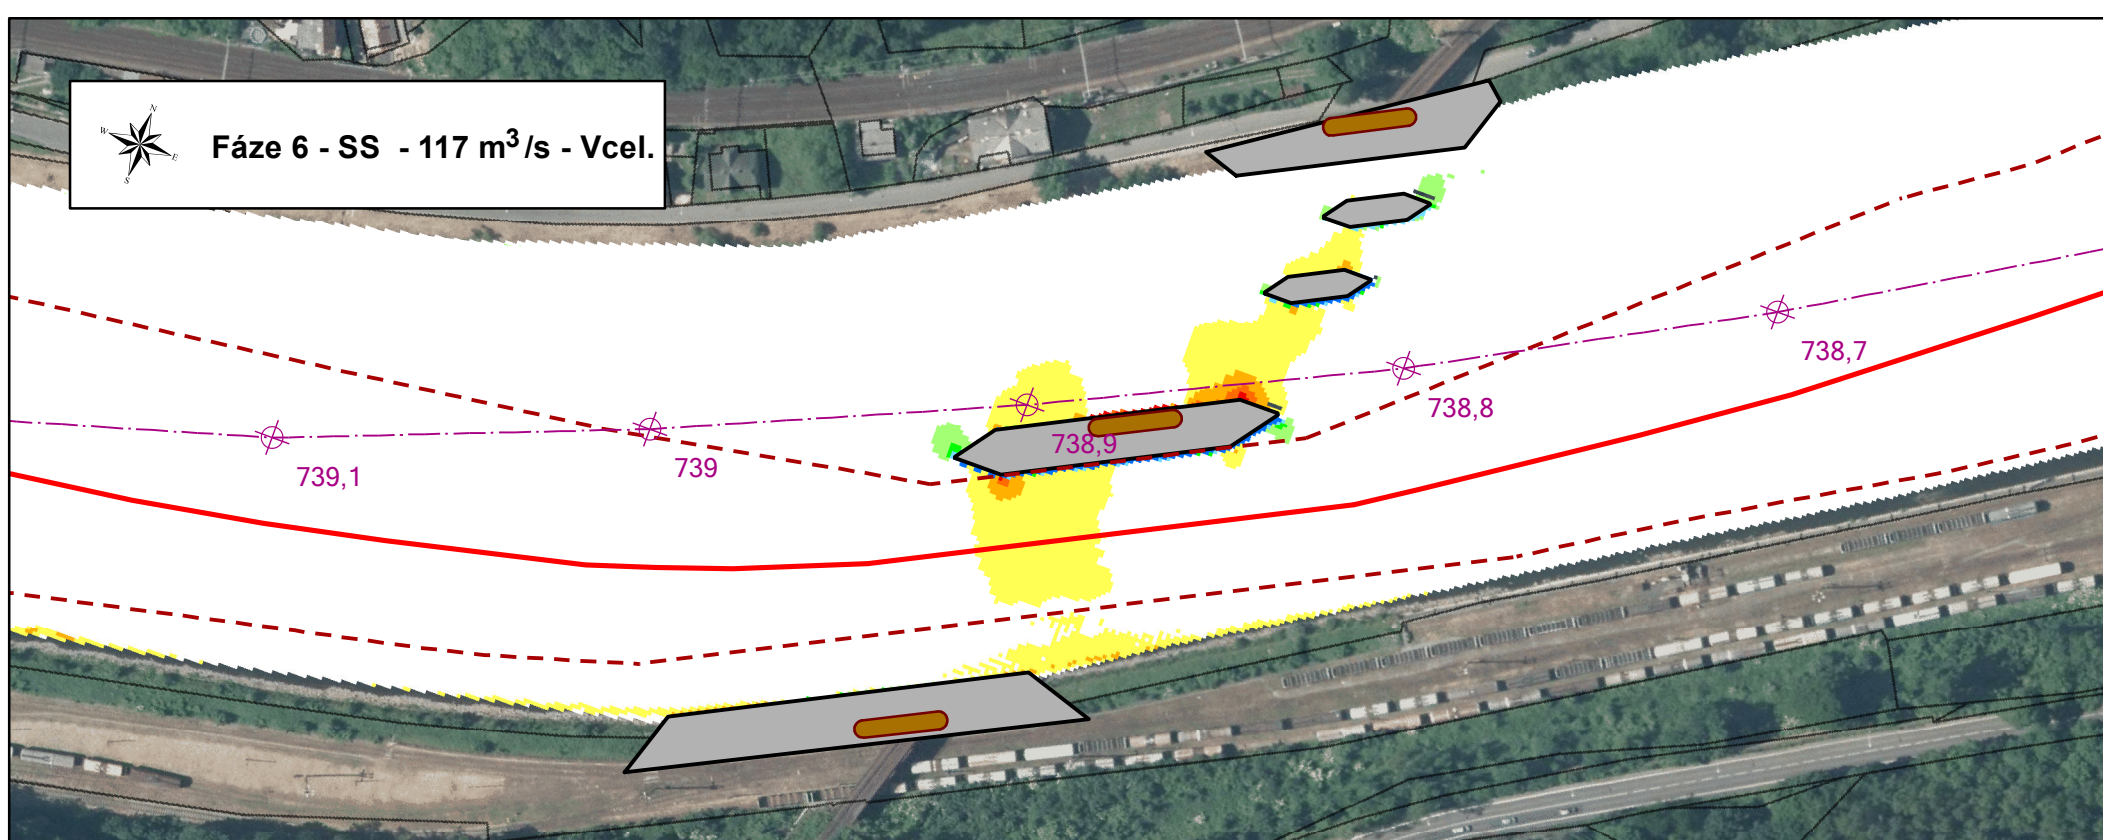 N
W
E
S
Fáze 6 - SS - 117 m³/s - Vcel.
738,7
738,8
738,9
739
739,1